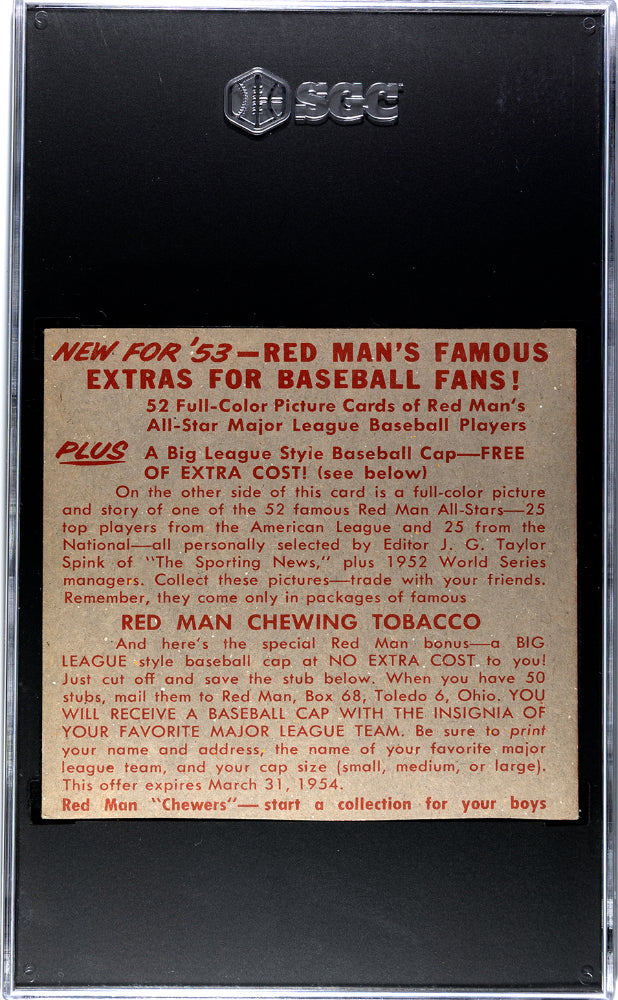 SGC
NEW FOR '53—RED MAN'S FAMOUS
EXTRAS FOR BASEBALL FANS!
52 Full-Color Picture Cards of Red Man's
All-Star Major League Baseball Players
PLUS A Big League Style Baseball Cap—FREE
OF EXTRA COST! (see below)
On the other side of this card is a full-color picture
and story of one of the 52 famous Red Man All-Stars—25
top players from the American League and 25 from the
National—all personally selected by Editor J. G. Taylor
Spink of "The Sporting News," plus 1952 World Series
managers. Collect these pictures—trade with your friends.
Remember, they come only in packages of famous
RED MAN CHEWING TOBACCO
And here's the special Red Man bonus—a BIG
LEAGUE style baseball cap at NO EXTRA COST to you!
Just cut off and save the stub below. When you have 50
stubs, mail them to Red Man, Box 68, Toledo 6, Ohio. YOU
WILL RECEIVE A BASEBALL CAP WITH THE INSIGNIA OF
YOUR FAVORITE MAJOR LEAGUE TEAM. Be sure to print
your name and address, the name of your favorite major
league team, and your cap size (small, medium, or large).
This offer expires March 31, 1954.
Red Man "Chewers"—start a collection for your boys